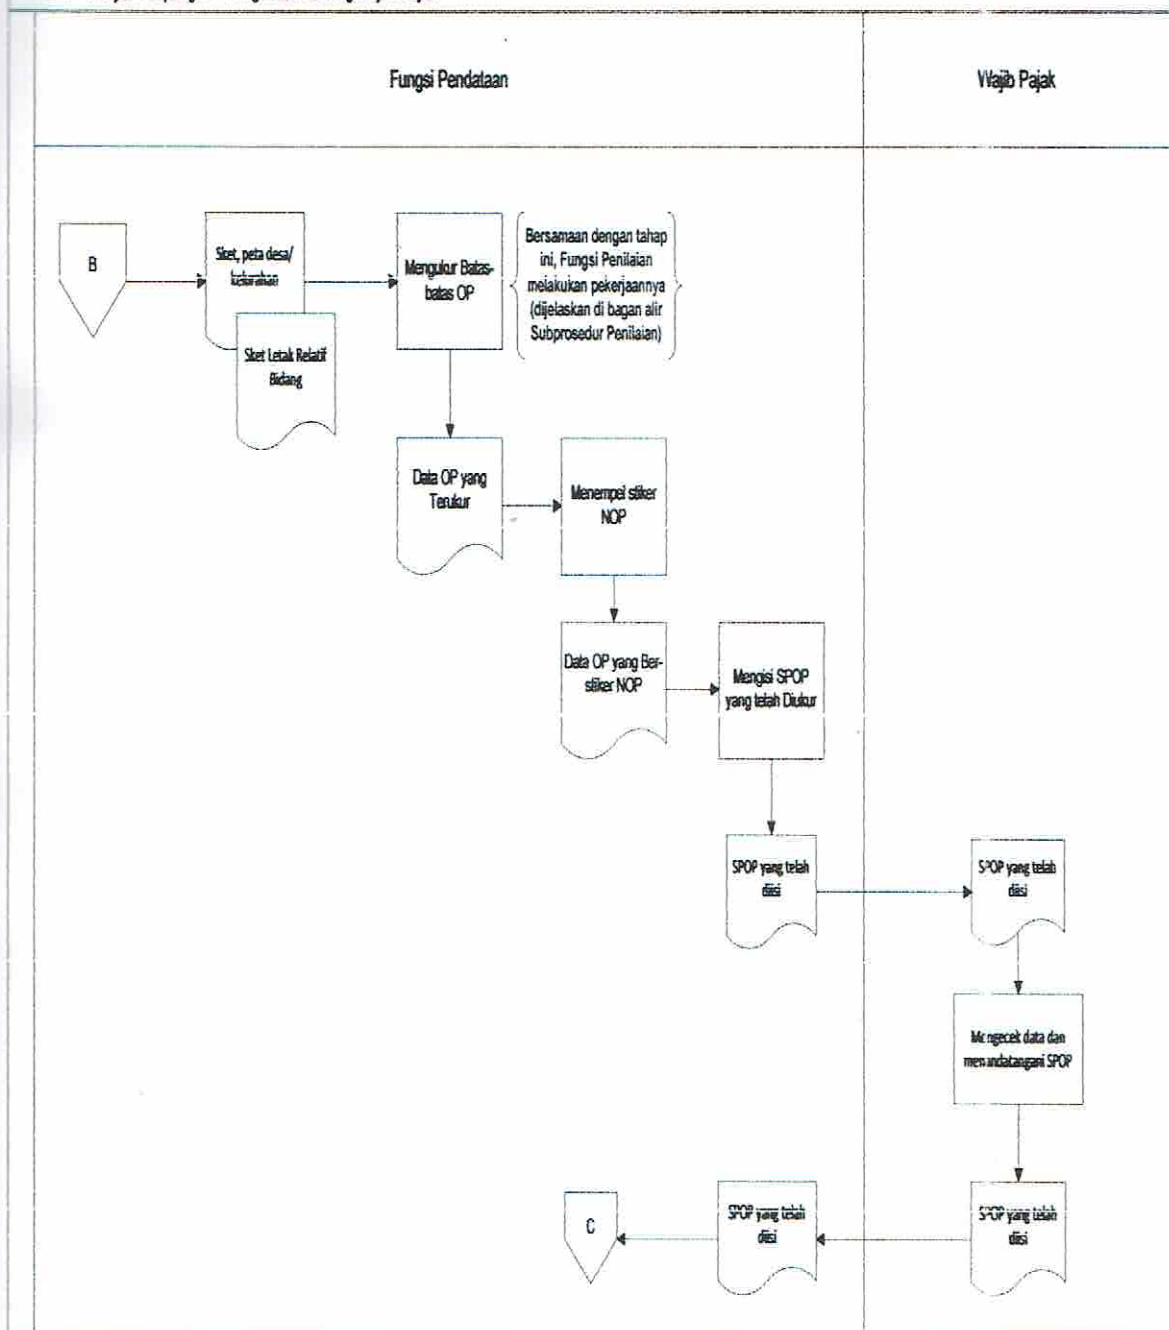 Fungsi Pendataan
Wajib Pajak
B
Sket, peta desa/
kelurahan
Sket Letak Relatif
Bidang
Mengukur Batas-
batas OP
Bersamaan dengan tahap
ini, Fungsi Penilaian
melakukan pekerjaannya
(dijelaskan di bagan alir
Subprosedur Penilaian)
Data OP yang
Terukur
Menempel stiker
NOP
Data OP yang Ber-
stiker NOP
Mengisi SPOP
yang telah Diukur
SPOP yang telah
diisi
SPOP yang telah
diisi
Mengecek data dan
menandatangani SPOP
SPOP yang telah
diisi
SPOP yang telah
diisi
C